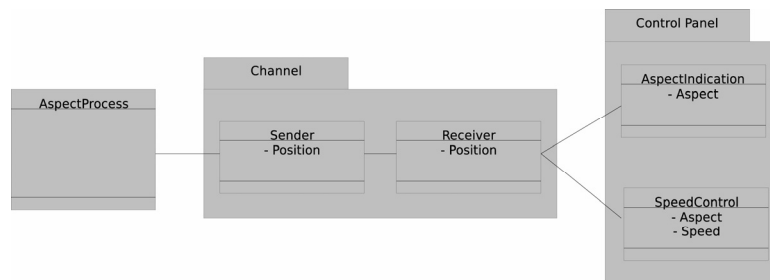 Control Panel
Channel
AspectIndication
- Aspect
AspectProcess
Sender
- Position
Receiver
- Position
SpeedControl
- Aspect
- Speed